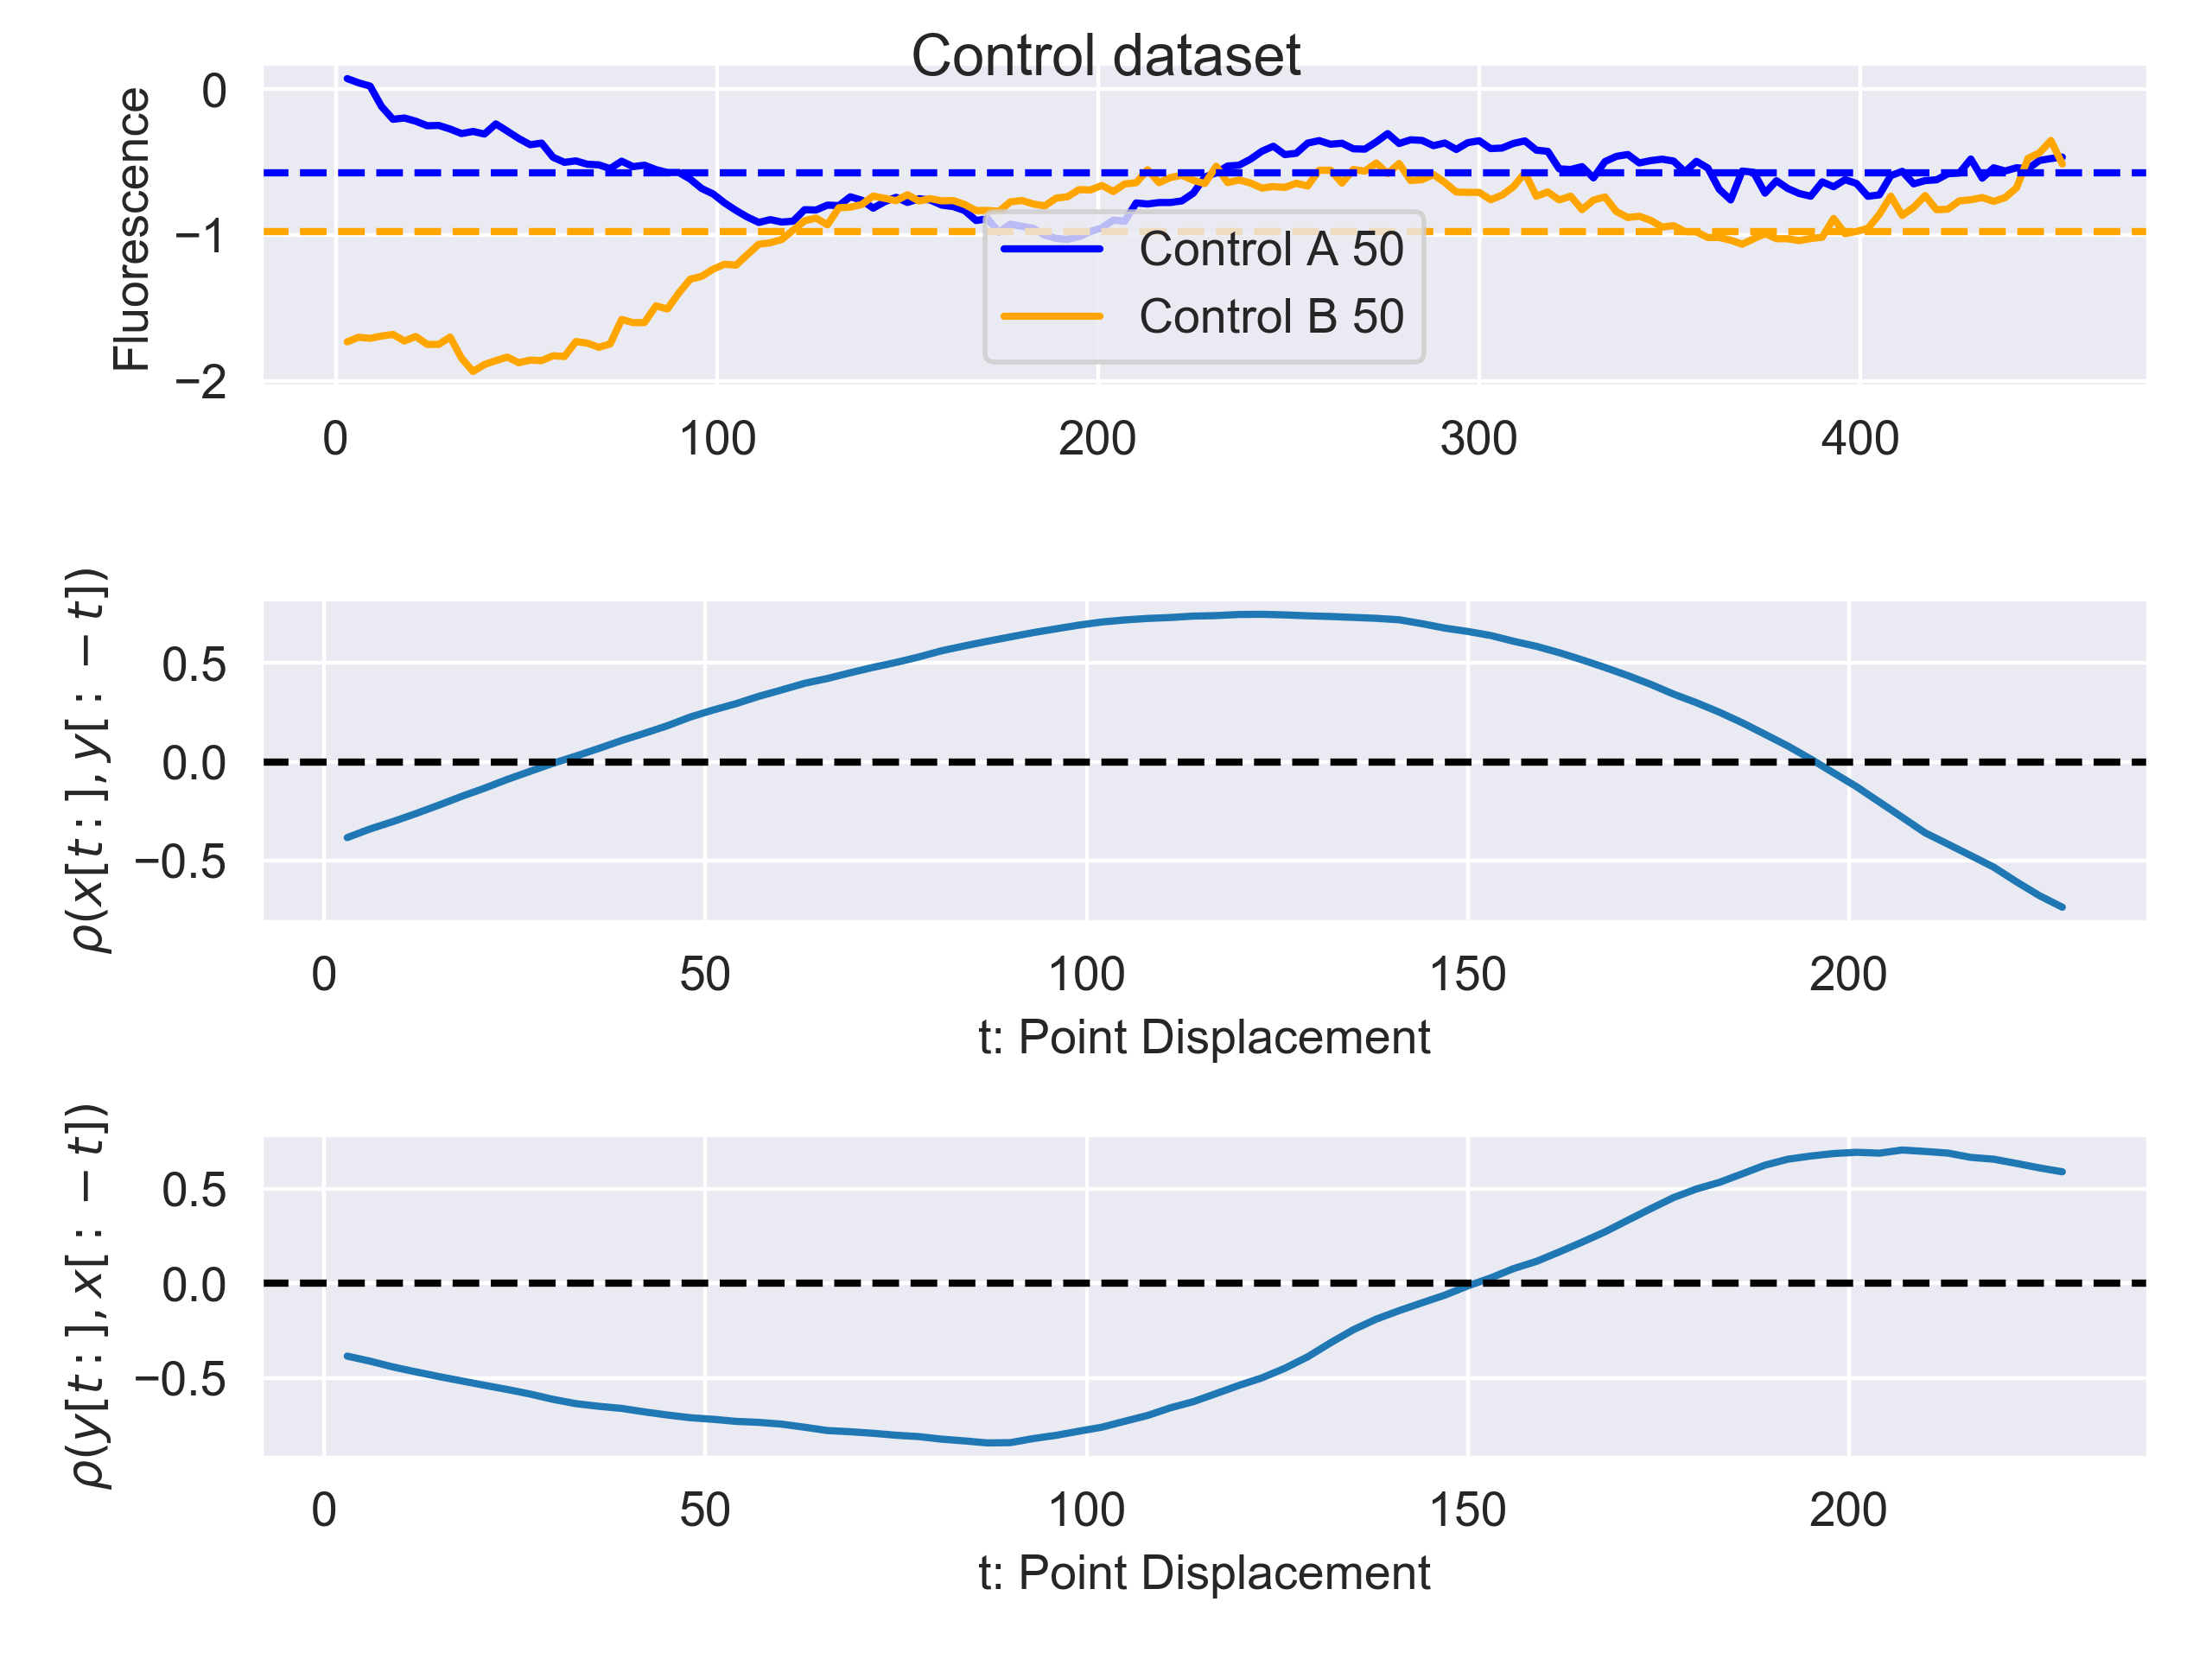 Control dataset
Fluorescence
0
−1
−2
Control A 50
Control B 50
0 100 200 300 400
ρ(x[t:],y[:−t])
0.5
0.0
−0.5
0 50 100 150 200
t: Point Displacement
ρ(y[t:],x[:−t])
0.5
0.0
−0.5
0 50 100 150 200
t: Point Displacement